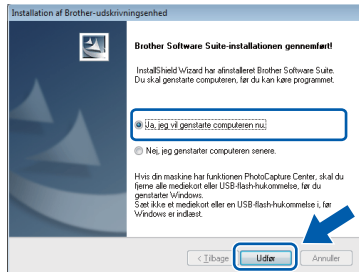 Installation af Brother-udskrivningsenhed
Brother Software Suite-installationen gennemført!
InstallShield Wizard har afinstalleret Brother Software Suite.
Du skal genstarte computeren, før du kan køre programmet.
Ja, jeg vil genstarte computeren nu.
Nej, jeg genstarter computeren senere.
Hvis din maskine har funktionen PhotoCapture Center, skal du
fjerne alle mediekort eller USB-flash-hukommelse, før du
genstarter Windows.
Sæt ikke et mediekort eller en USB-flash-hukommelse i, før
Windows er indlæst.
< Tilbage Udfør Annuller